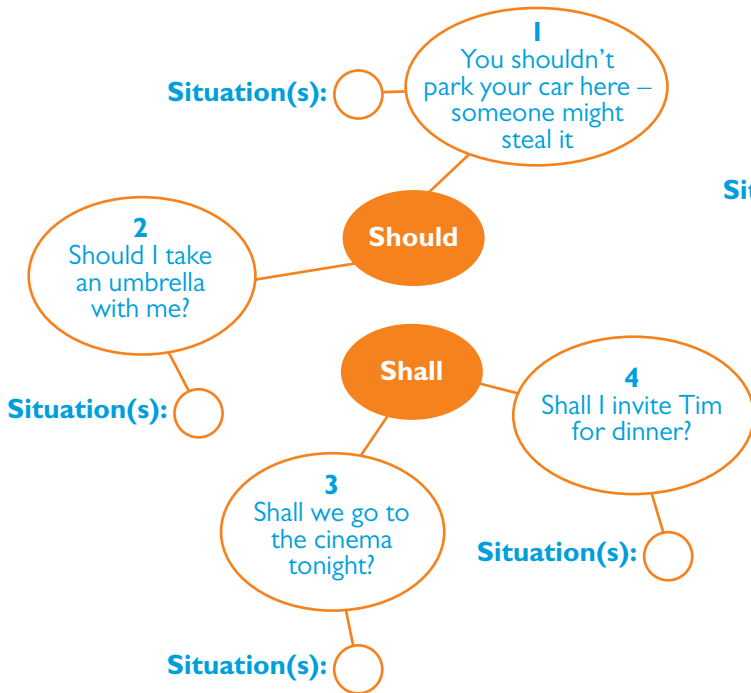 1
You shouldn't
park your car here –
someone might
steal it
Situation(s):
Should
2
Should I take
an umbrella
with me?
Situation(s):
Shall
4
Shall I invite Tim
for dinner?
Situation(s):
3
Shall we go to
the cinema
tonight?
Situation(s):